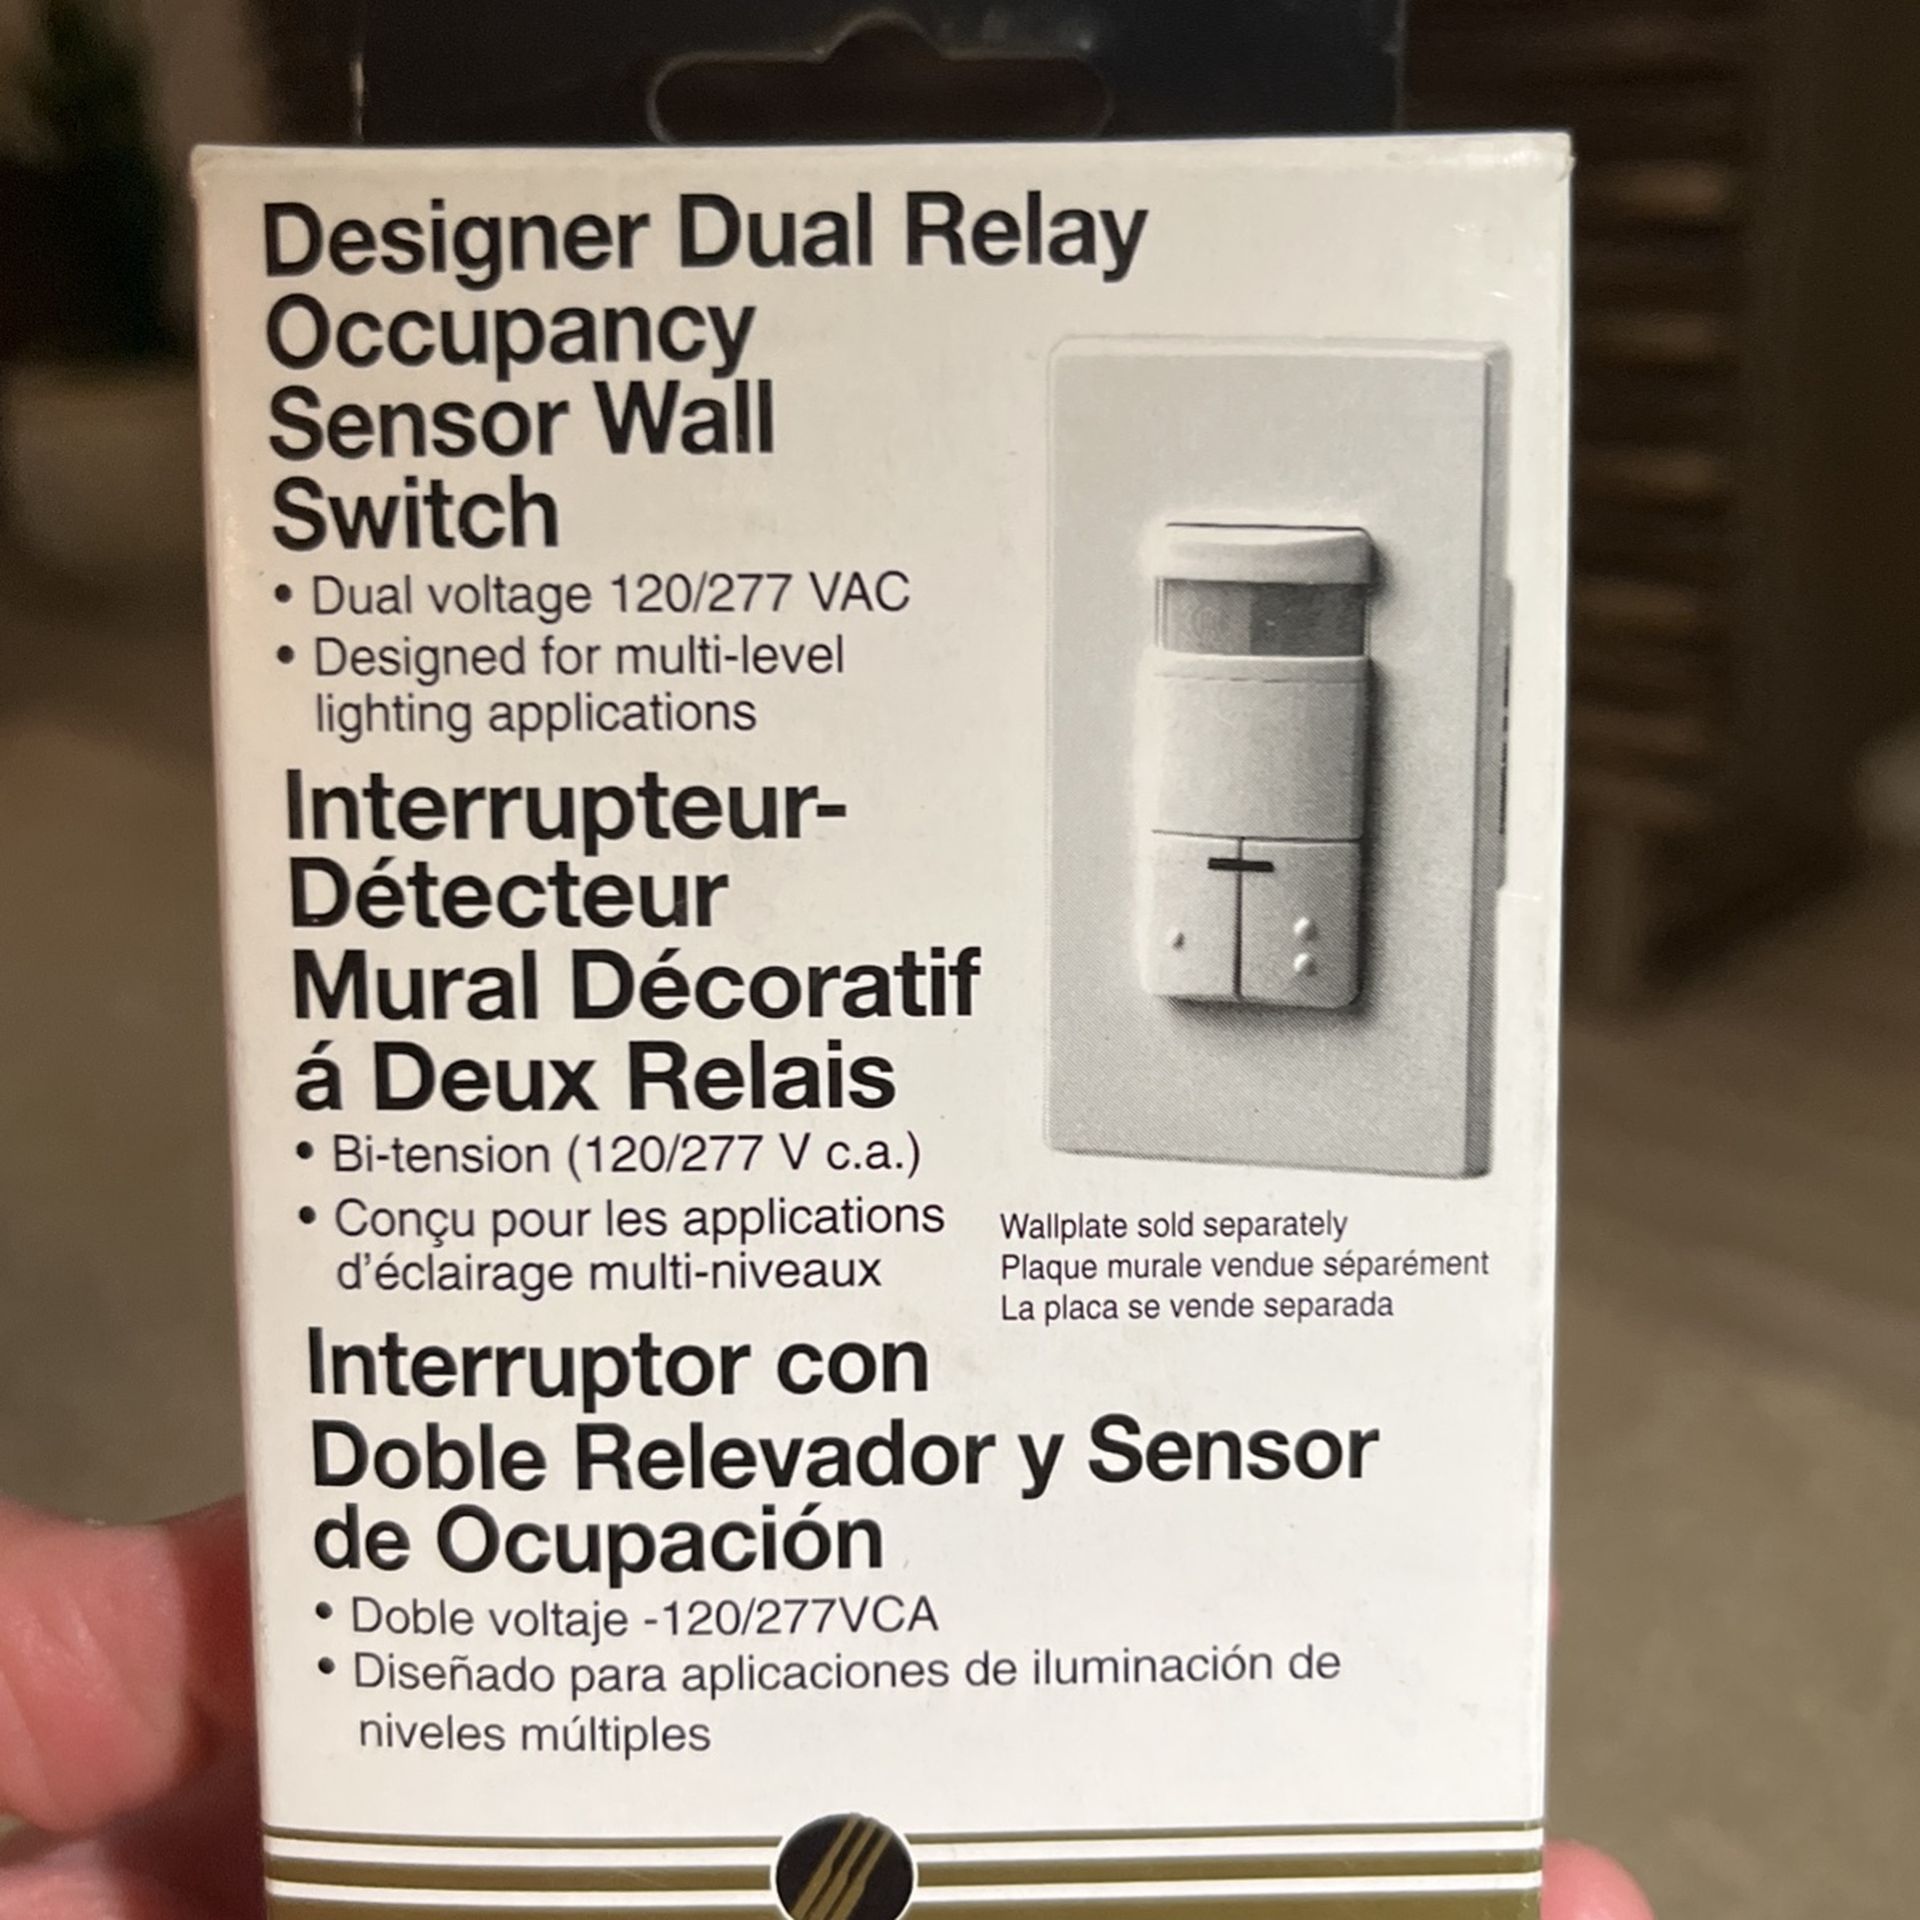 Designer Dual Relay
Occupancy
Sensor Wall
Switch
• Dual voltage 120/277 VAC
• Designed for multi-level
lighting applications
Interrupteur-
Détecteur
Mural Décoratif
á Deux Relais
• Bi-tension (120/277 V c.a.)
• Conçu pour les applications
d'éclairage multi-niveaux
Wallplate sold separately
Plaque murale vendue séparément
La placa se vende separada
Interruptor con
Doble Relevador y Sensor
de Ocupación
• Doble voltaje -120/277VCA
• Diseñado para aplicaciones de iluminación de
niveles múltiples